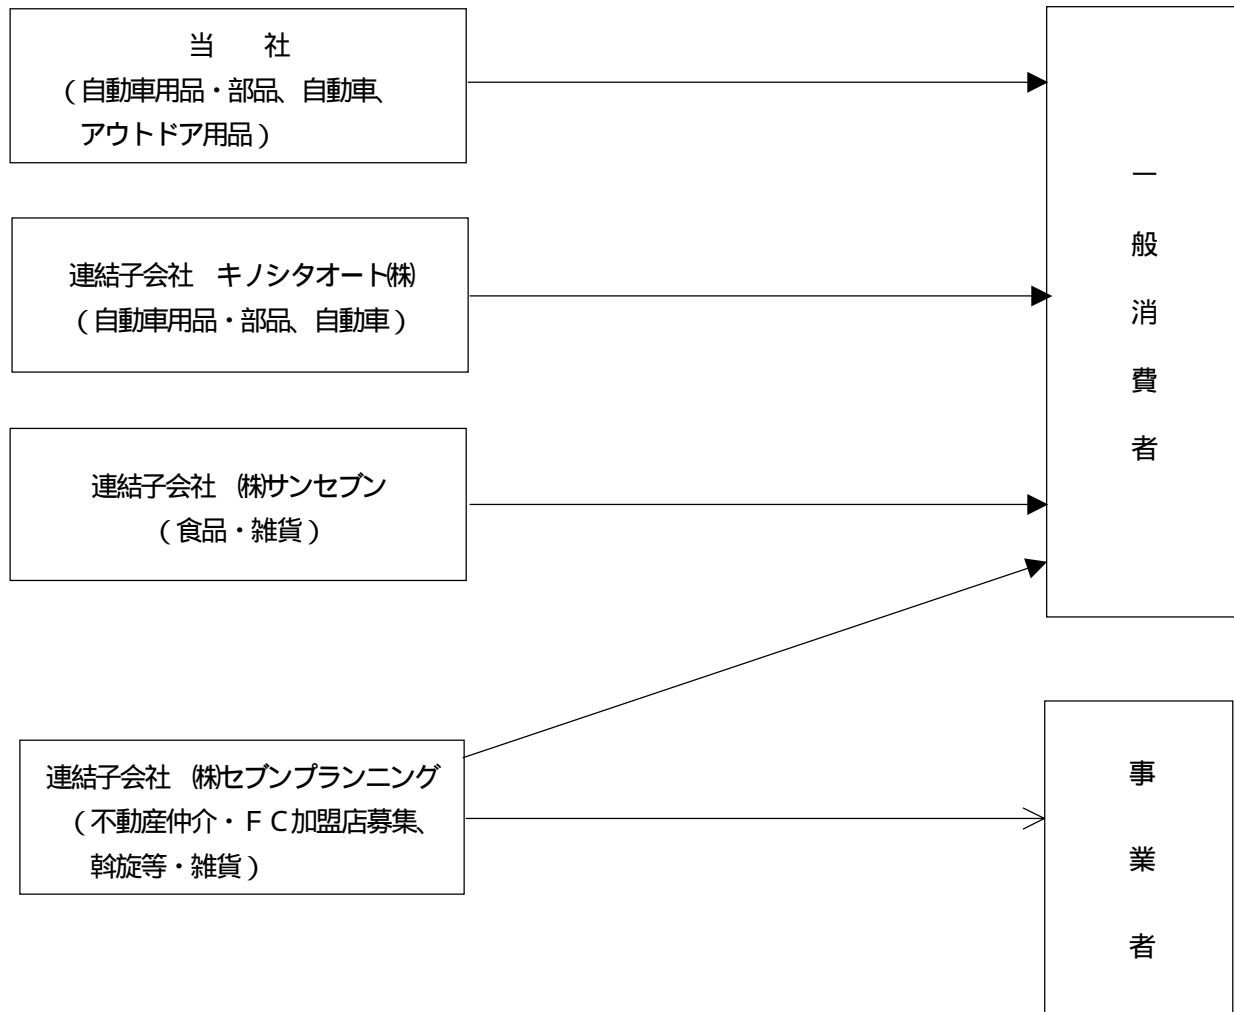 当　　社
（自動車用品・部品、自動車、
アウトドア用品）
連結子会社　キノシタオート㈱
（自動車用品・部品、自動車）
連結子会社　㈱サンセブン
（食品・雑貨）
連結子会社　㈱セブンプランニング
（不動産仲介・ＦＣ加盟店募集、
斡旋等・雑貨）
一般消費者
事業者